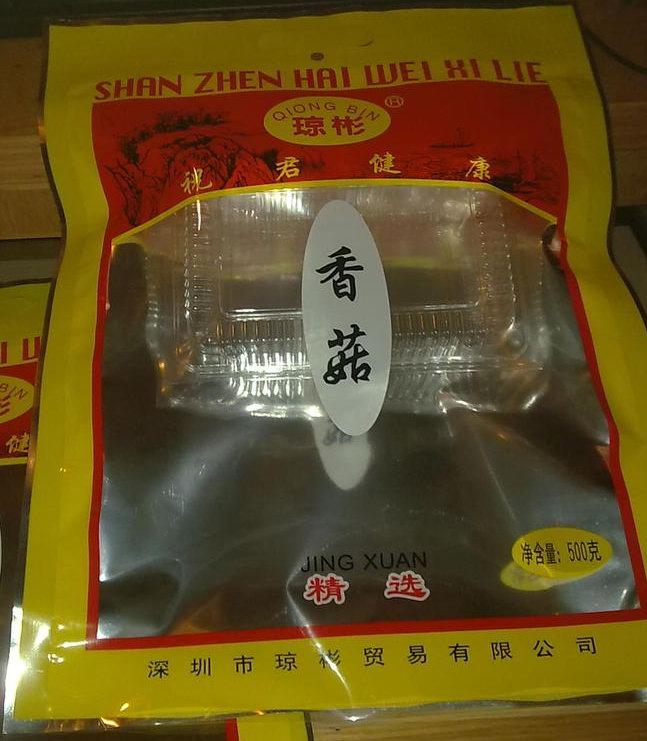 SHAN ZHEN HAI WEI XI LIE
QIONG BIN
琼彬®
祝君健康
香菇
JING XUAN
精选
净含量：500克
深圳市琼彬贸易有限公司
BIN
健